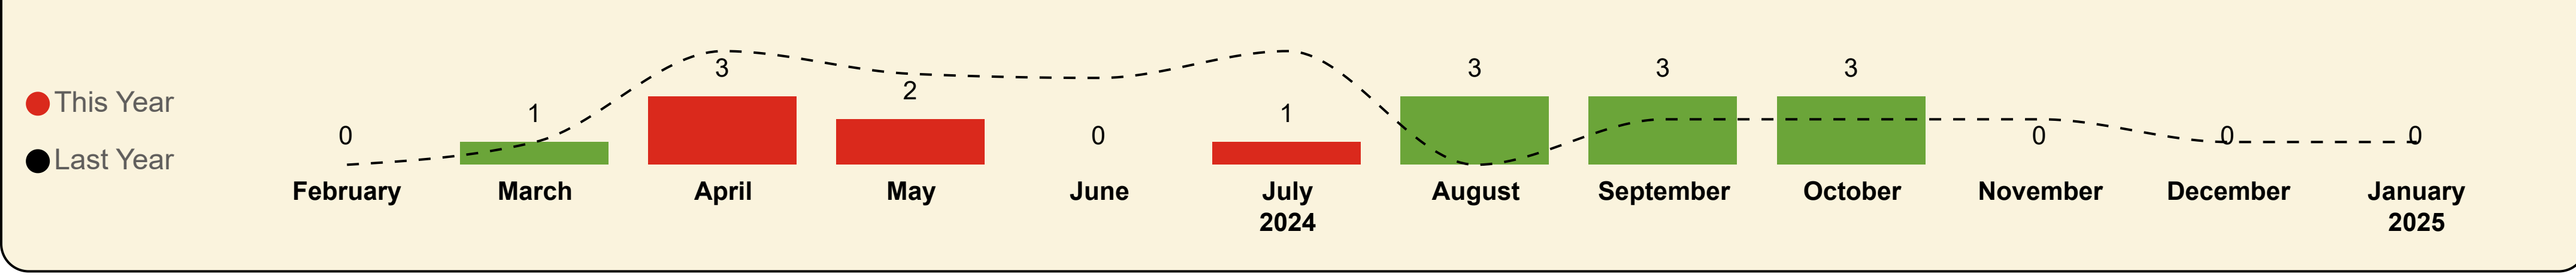 This Year
Last Year
0 1 3 2 0 1 3 3 3 0 0 0
February March April May June July August September October November December January
2024 2025